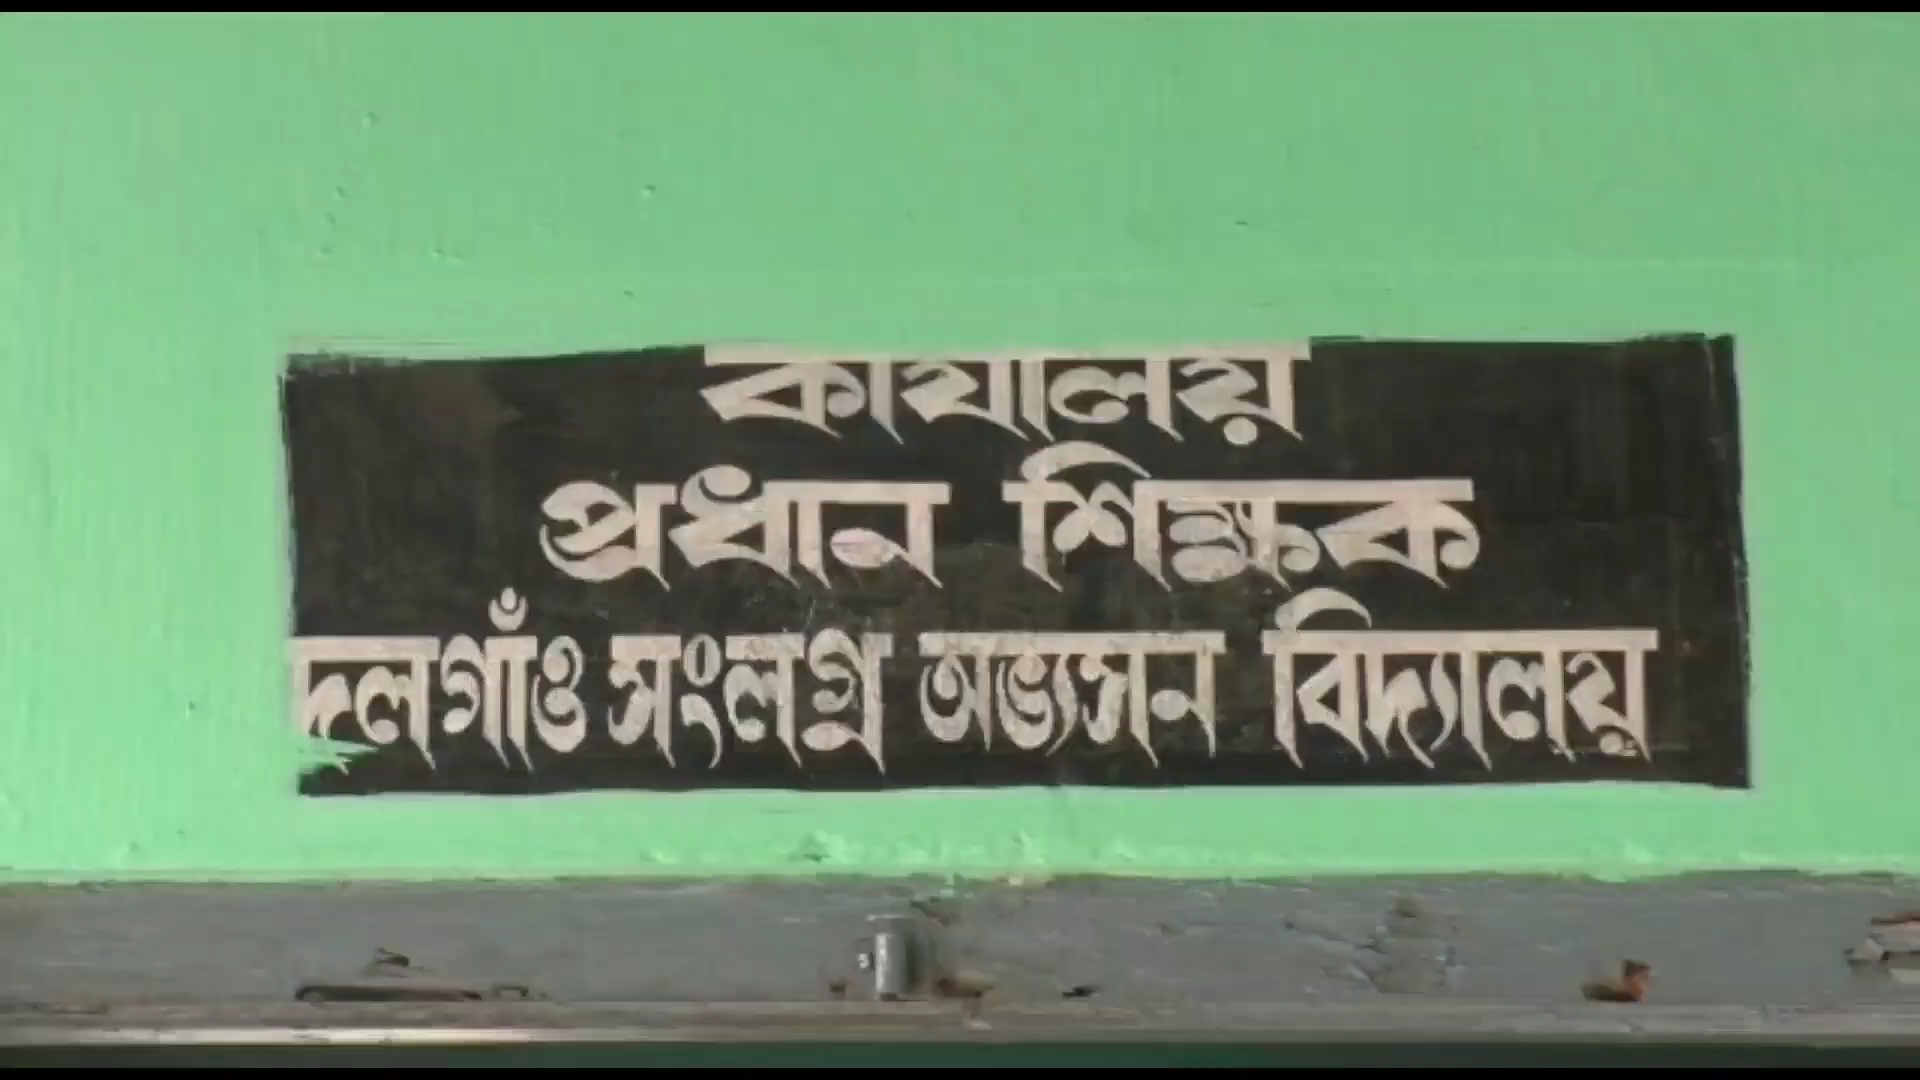 কাযালয়
প্ৰধান শিক্ষক
দলগাঁও সংলগ্ন অভ্যসন বিদ্যালয়